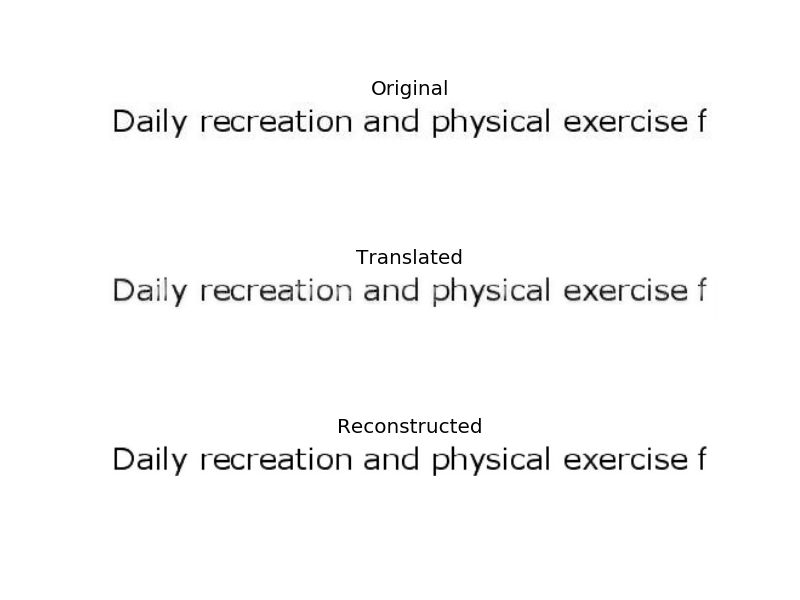 Original
Daily recreation and physical exercise f
Translated
Daily recreation and physical exercise f
Reconstructed
Daily recreation and physical exercise f